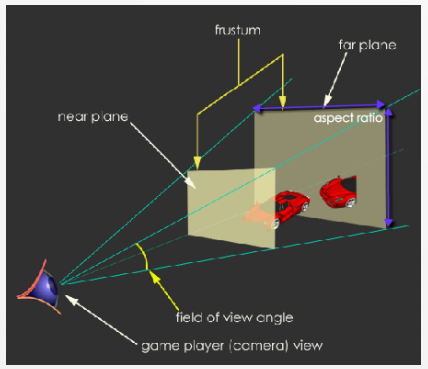 frustum
far plane
near plane
aspect ratio
field of view angle
game player (camera) view